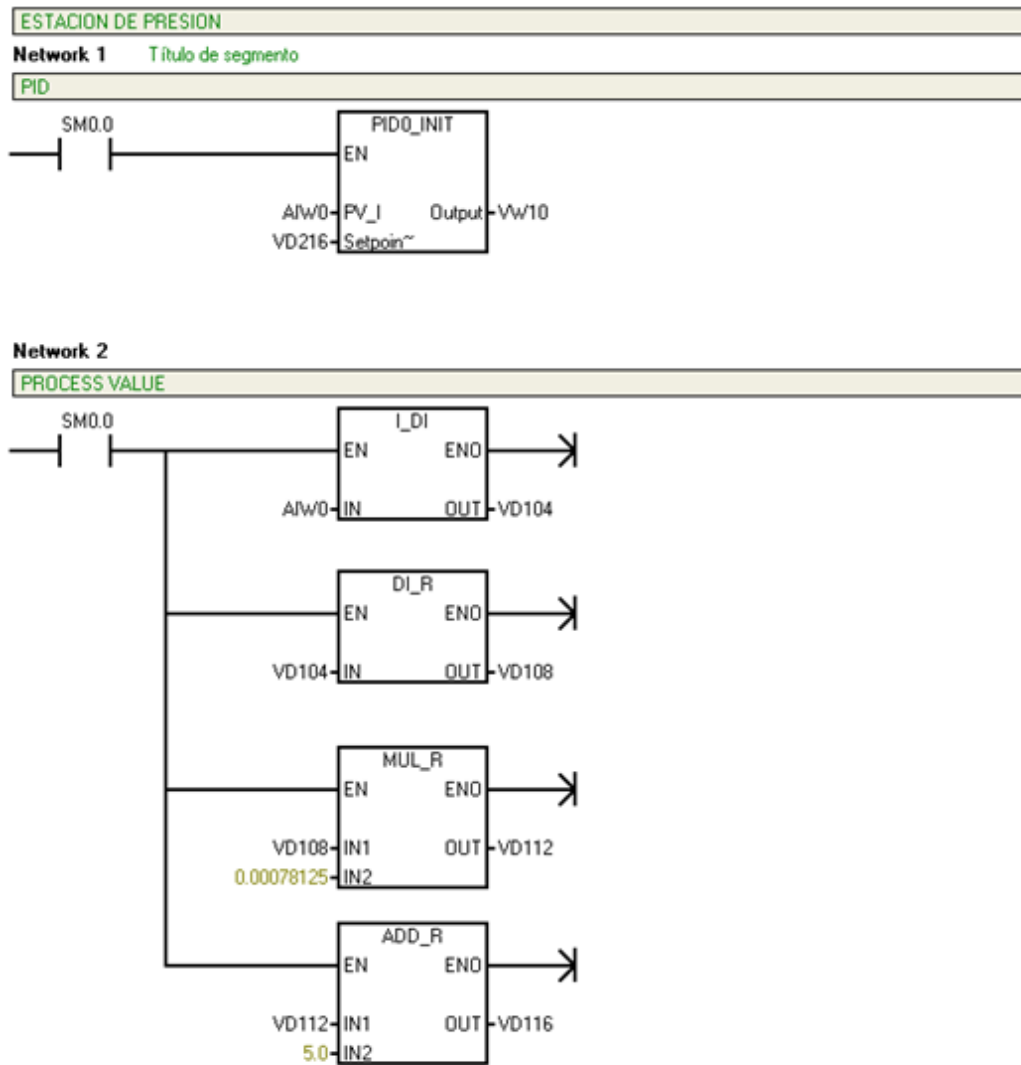 ESTACION DE PRESION
Network 1 Título de segmento
PID
SM0.0
PID0_INIT
EN
AIW0 PV_I Output VW10
VD216 Setpoin~
Network 2
PROCESS VALUE
SM0.0
I_DI
EN ENO
AIW0 IN OUT VD104
DI_R
EN ENO
VD104 IN OUT VD108
MUL_R
EN ENO
VD108 IN1 OUT VD112
0.00078125 IN2
ADD_R
EN ENO
VD112 IN1 OUT VD116
5.0 IN2